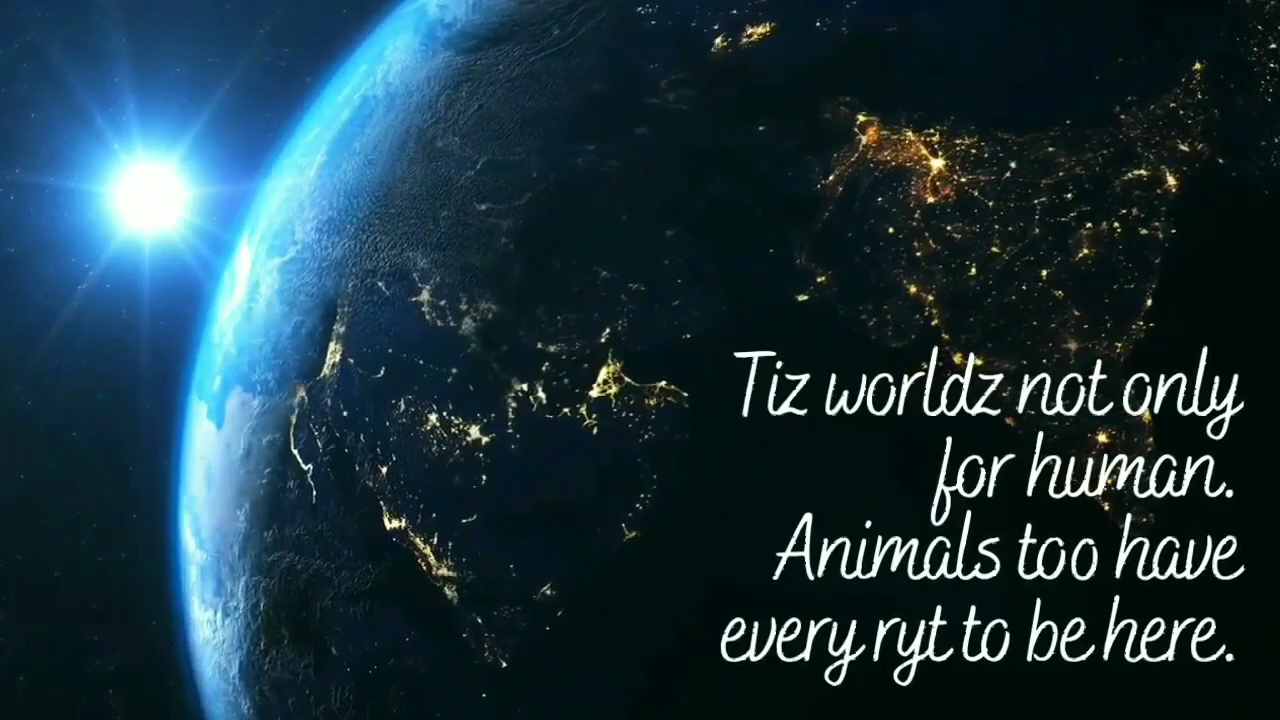 Tiz worldz not only
for human.
Animals too have
every ryt to be here.